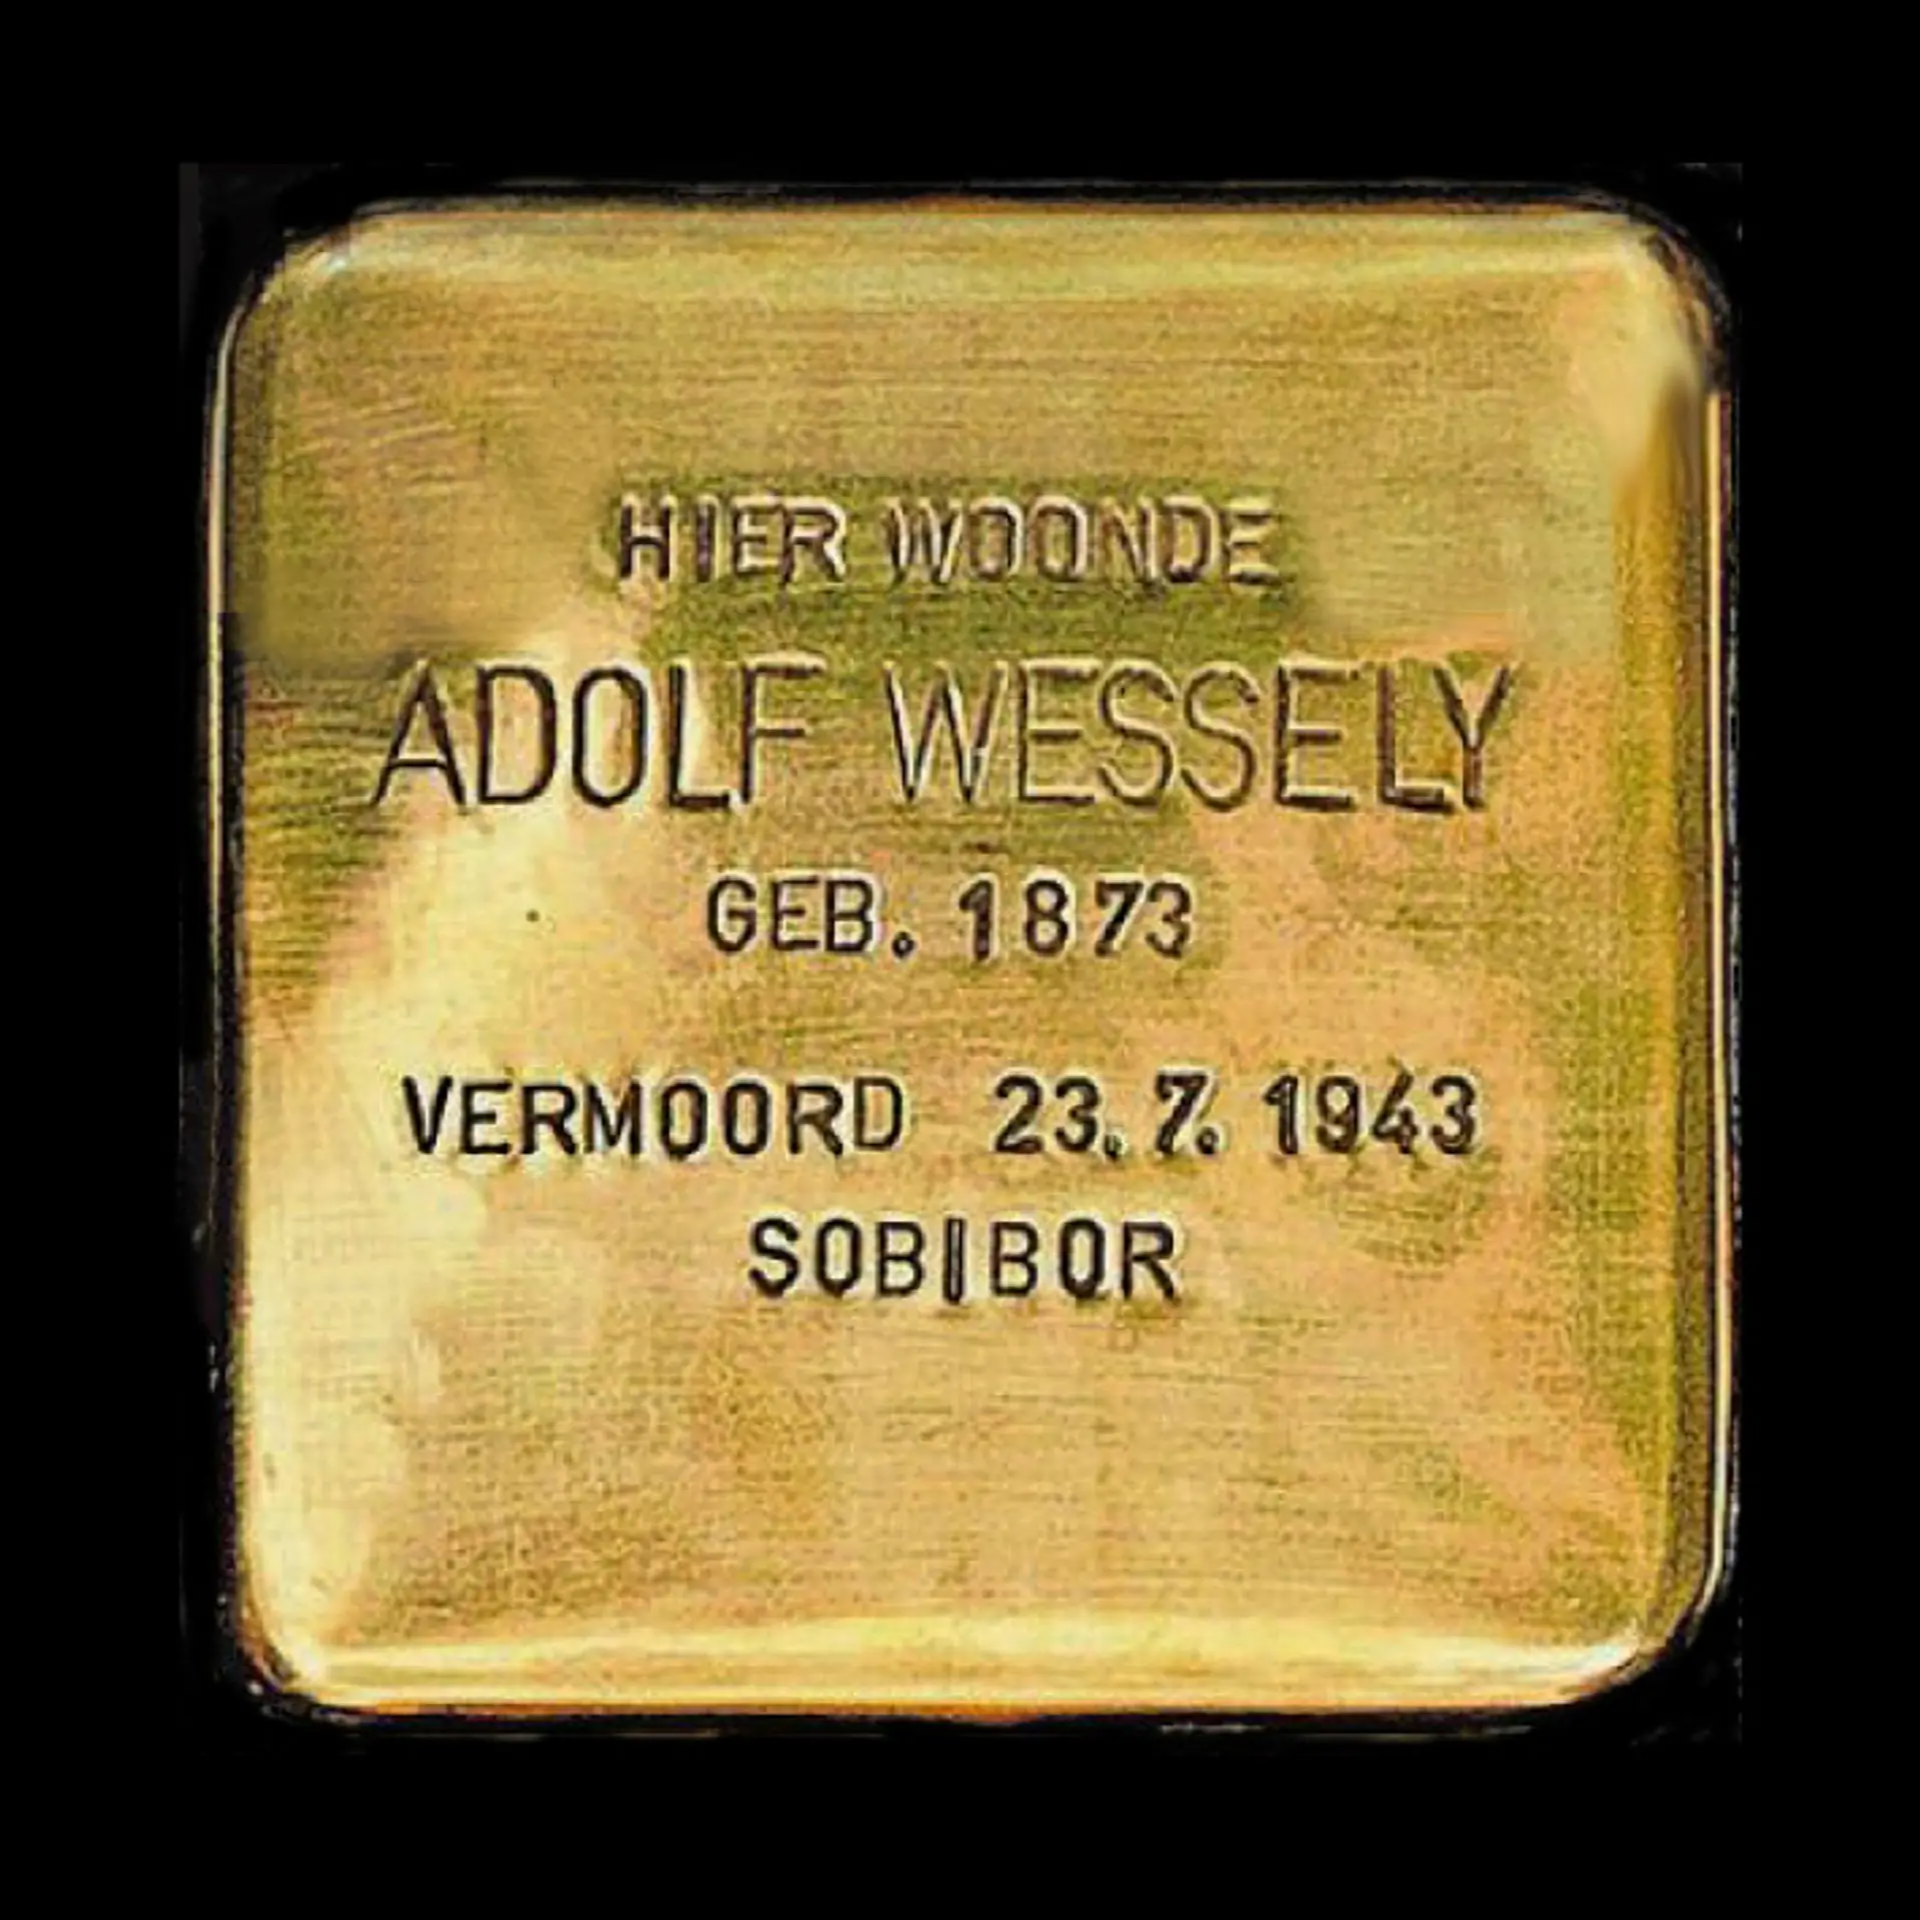 HIER WOONDE
ADOLF WESSELY
GEB. 1873
VERMOORD 23.7.1943
SOBIBOR